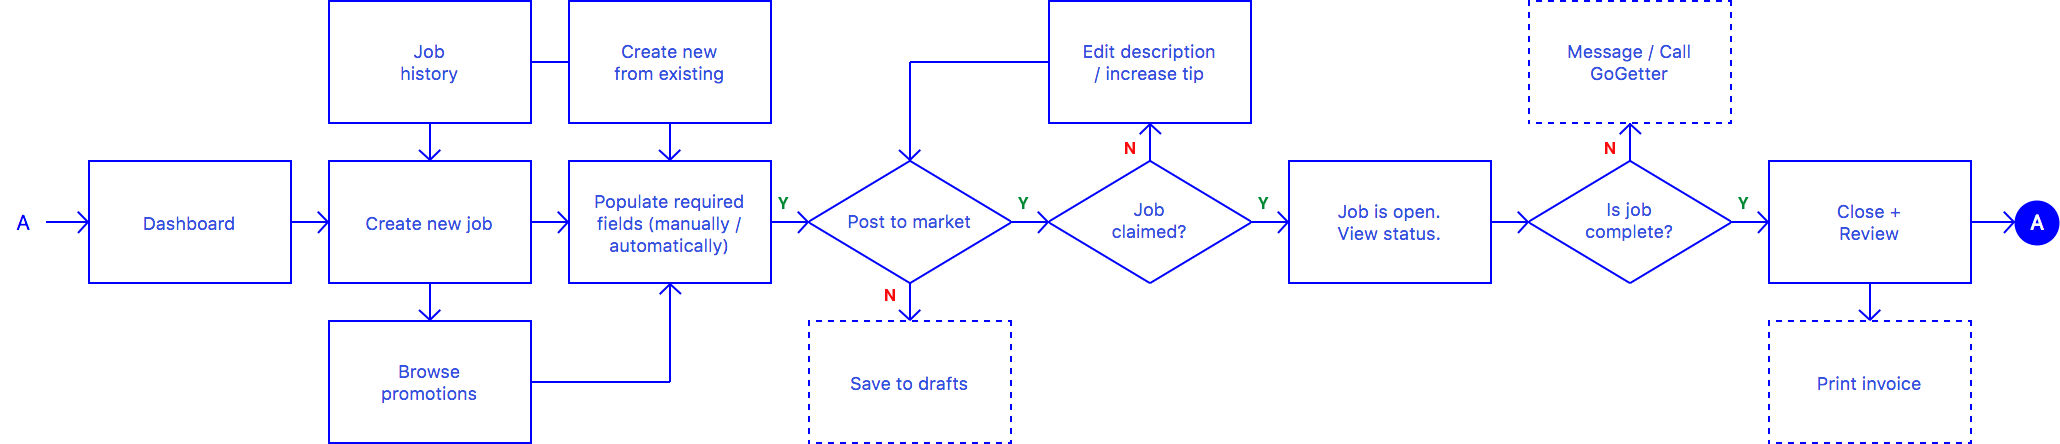 Job
history
Create new
from existing
Edit description
/ increase tip
Message / Call
GoGetter
N
N
A
Dashboard
Create new job
Populate required
fields (manually /
automatically)
Y
Post to market
Y
Job
claimed?
Y
Job is open.
View status.
Is job
complete?
Y
Close +
Review
A
N
Browse
promotions
Save to drafts
Print invoice